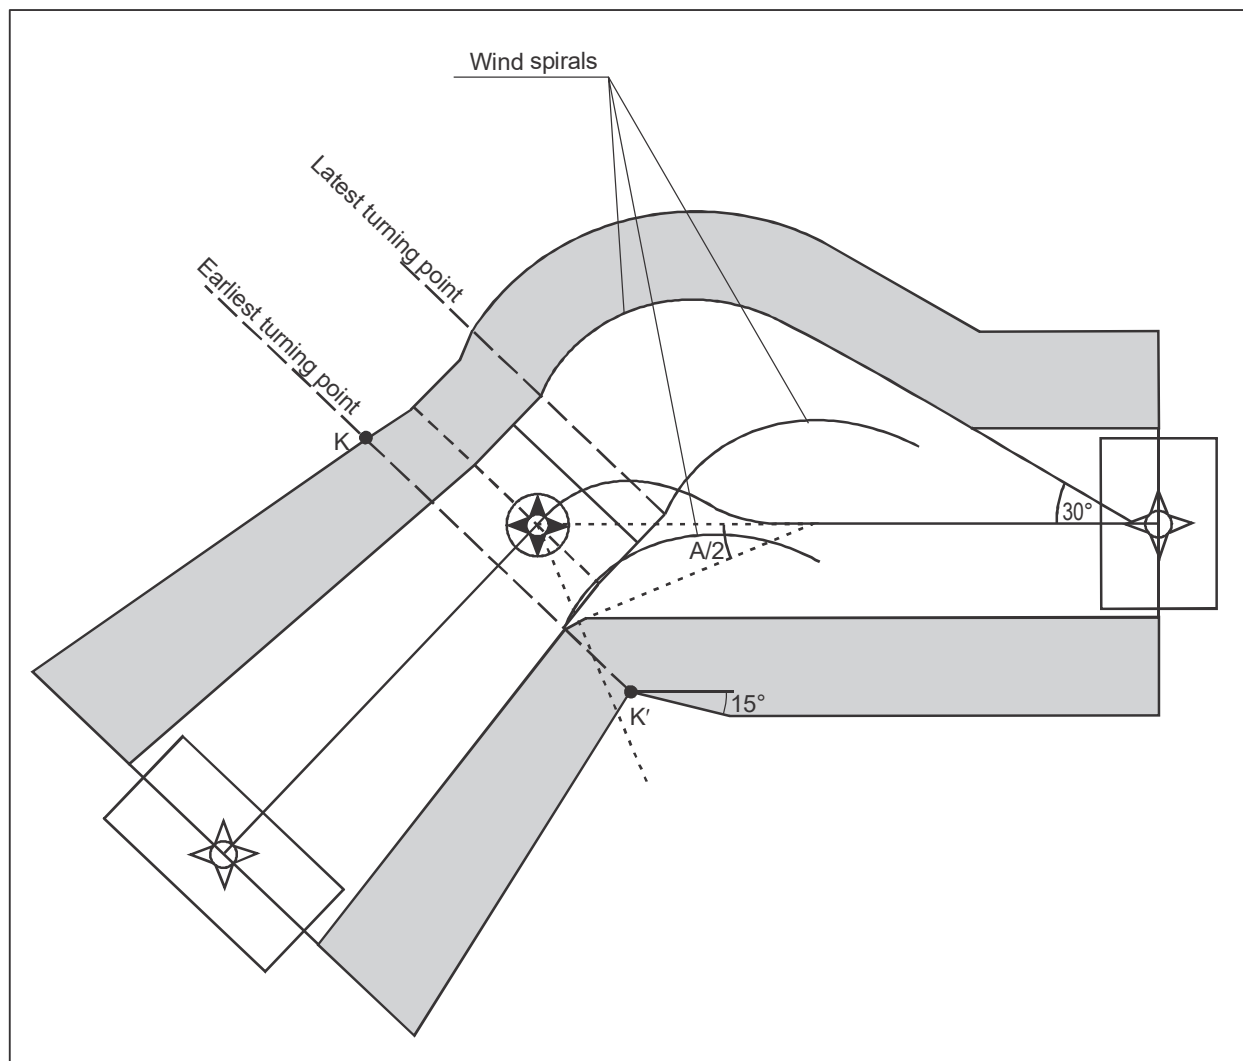 Wind spirals
Latest turning point
Earliest turning point
K
30°
A/2
15°
K′